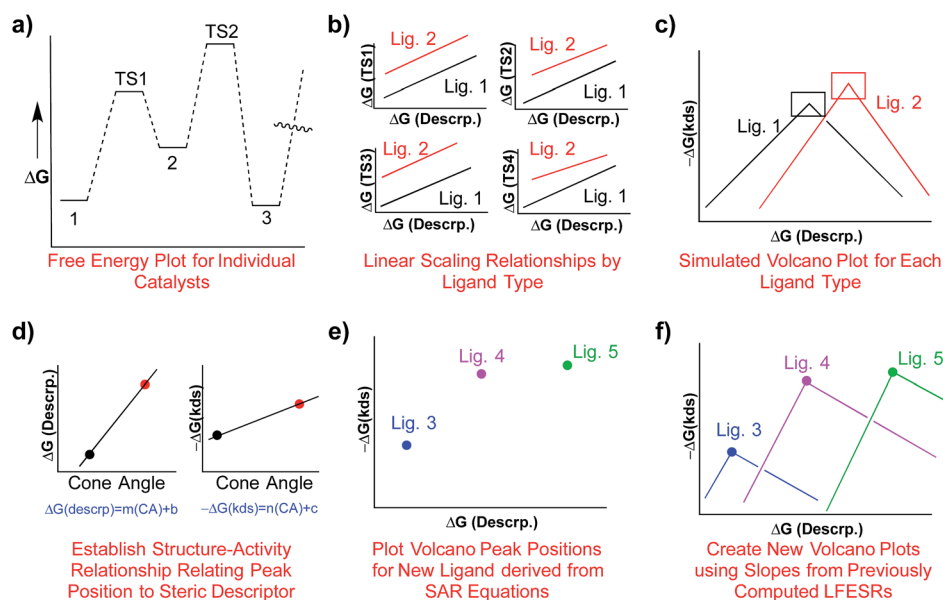 a)
TS2
TS1
ΔG
2
1
3
Free Energy Plot for Individual
Catalysts
b)
ΔG (TS1)
Lig. 2
Lig. 1
ΔG (Descrp.)
ΔG (TS2)
Lig. 2
Lig. 1
ΔG (Descrp.)
ΔG (TS3)
Lig. 2
Lig. 1
ΔG (Descrp.)
ΔG (TS4)
Lig. 2
Lig. 1
ΔG (Descrp.)
Linear Scaling Relationships by
Ligand Type
c)
−ΔG(kds)
Lig. 1
Lig. 2
ΔG (Descrp.)
Simulated Volcano Plot for Each
Ligand Type
d)
ΔG (Descrp.)
Cone Angle
ΔG(descrp)=m(CA)+b
−ΔG(kds)
Cone Angle
−ΔG(kds)=n(CA)+c
Establish Structure-Activity
Relationship Relating Peak
Position to Steric Descriptor
e)
−ΔG(kds)
Lig. 3
Lig. 4
Lig. 5
ΔG (Descrp.)
Plot Volcano Peak Positions
for New Ligand derived from
SAR Equations
f)
−ΔG(kds)
Lig. 3
Lig. 4
Lig. 5
ΔG (Descrp.)
Create New Volcano Plots
using Slopes from Previously
Computed LFESRs